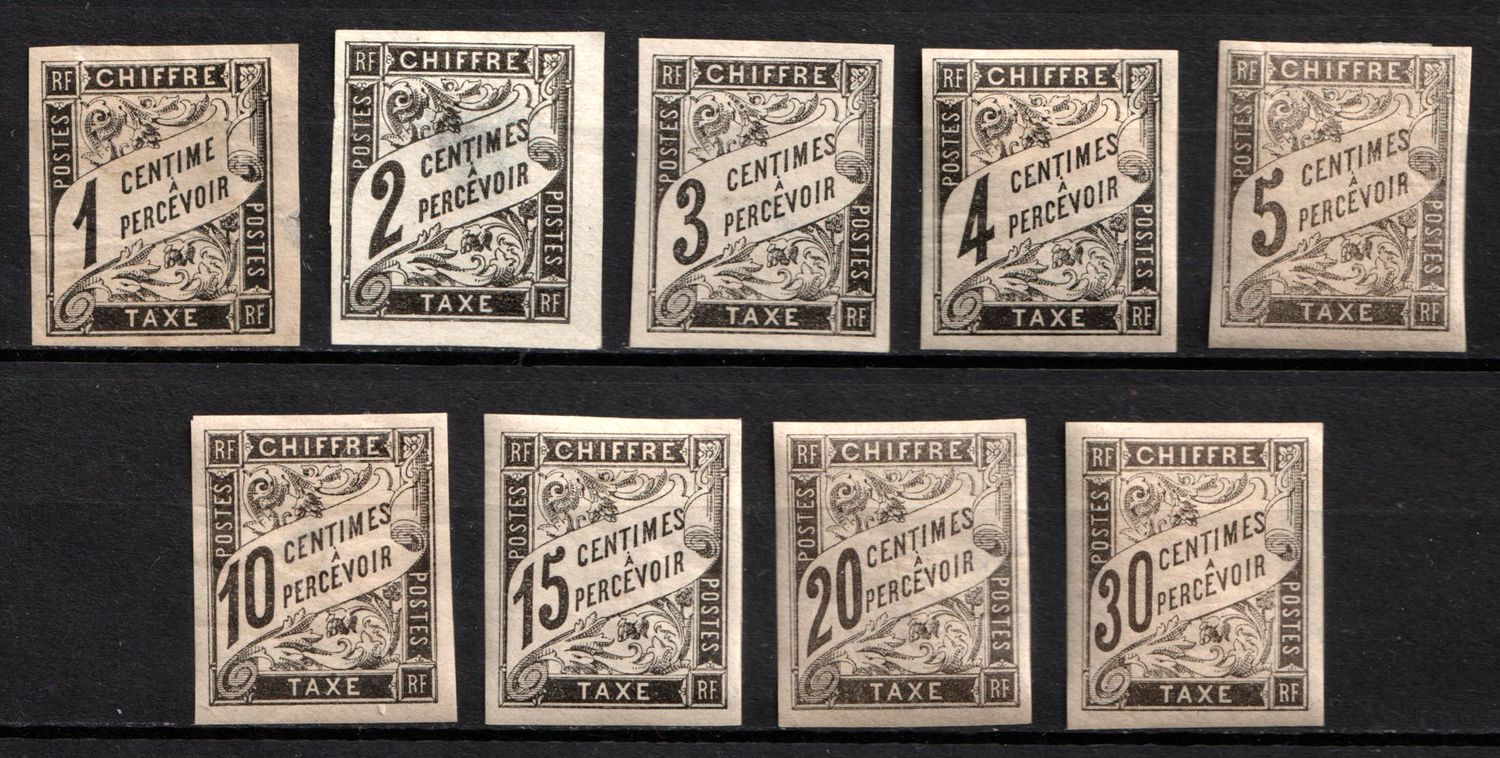 RF CHIFFRE
POSTES
1 CENTIME
À
PERCEVOIR
POSTES
TAXE RF
RF CHIFFRE
POSTES
2 CENTIMES
À
PERCEVOIR
POSTES
TAXE RF
RF CHIFFRE
POSTES
3 CENTIMES
À
PERCEVOIR
POSTES
TAXE RF
RF CHIFFRE
POSTES
4 CENTIMES
À
PERCEVOIR
POSTES
TAXE RF
RF CHIFFRE
POSTES
5 CENTIMES
À
PERCEVOIR
POSTES
TAXE RF
RF CHIFFRE
POSTES
10 CENTIMES
À
PERCEVOIR
POSTES
TAXE RF
RF CHIFFRE
POSTES
15 CENTIMES
À
PERCEVOIR
POSTES
TAXE RF
RF CHIFFRE
POSTES
20 CENTIMES
À
PERCEVOIR
POSTES
TAXE RF
RF CHIFFRE
POSTES
30 CENTIMES
À
PERCEVOIR
POSTES
TAXE RF